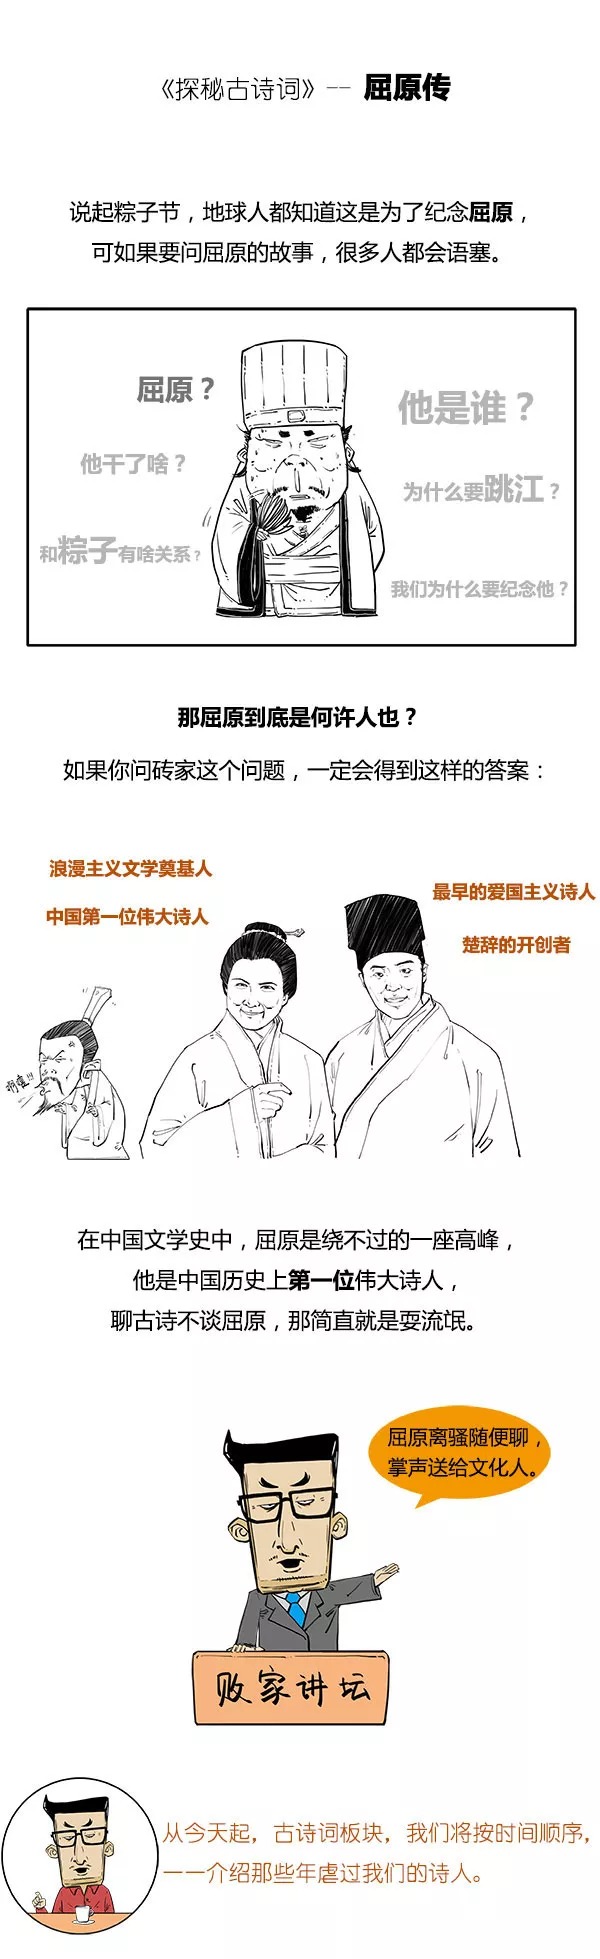 《探秘古诗词》-- 屈原传
说起粽子节，地球人都知道这是为了纪念屈原，
可如果要问屈原的故事，很多人都会语塞。
屈原？
他是谁？
他干了啥？
为什么要跳江？
和粽子有啥关系？
我们为什么要纪念他？
那屈原到底是何许人也？
如果你问砖家这个问题，一定会得到这样的答案：
浪漫主义文学奠基人
最早的爱国主义诗人
中国第一位伟大诗人
楚辞的开创者
在中国文学史中，屈原是绕不过的一座高峰，
他是中国历史上第一位伟大诗人，
聊古诗不谈屈原，那简直就是耍流氓。
屈原离骚随便聊，
掌声送给文化人。
败家讲坛
从今天起，古诗词板块，我们将按时间顺序，
一一介绍那些年虐过我们的诗人。